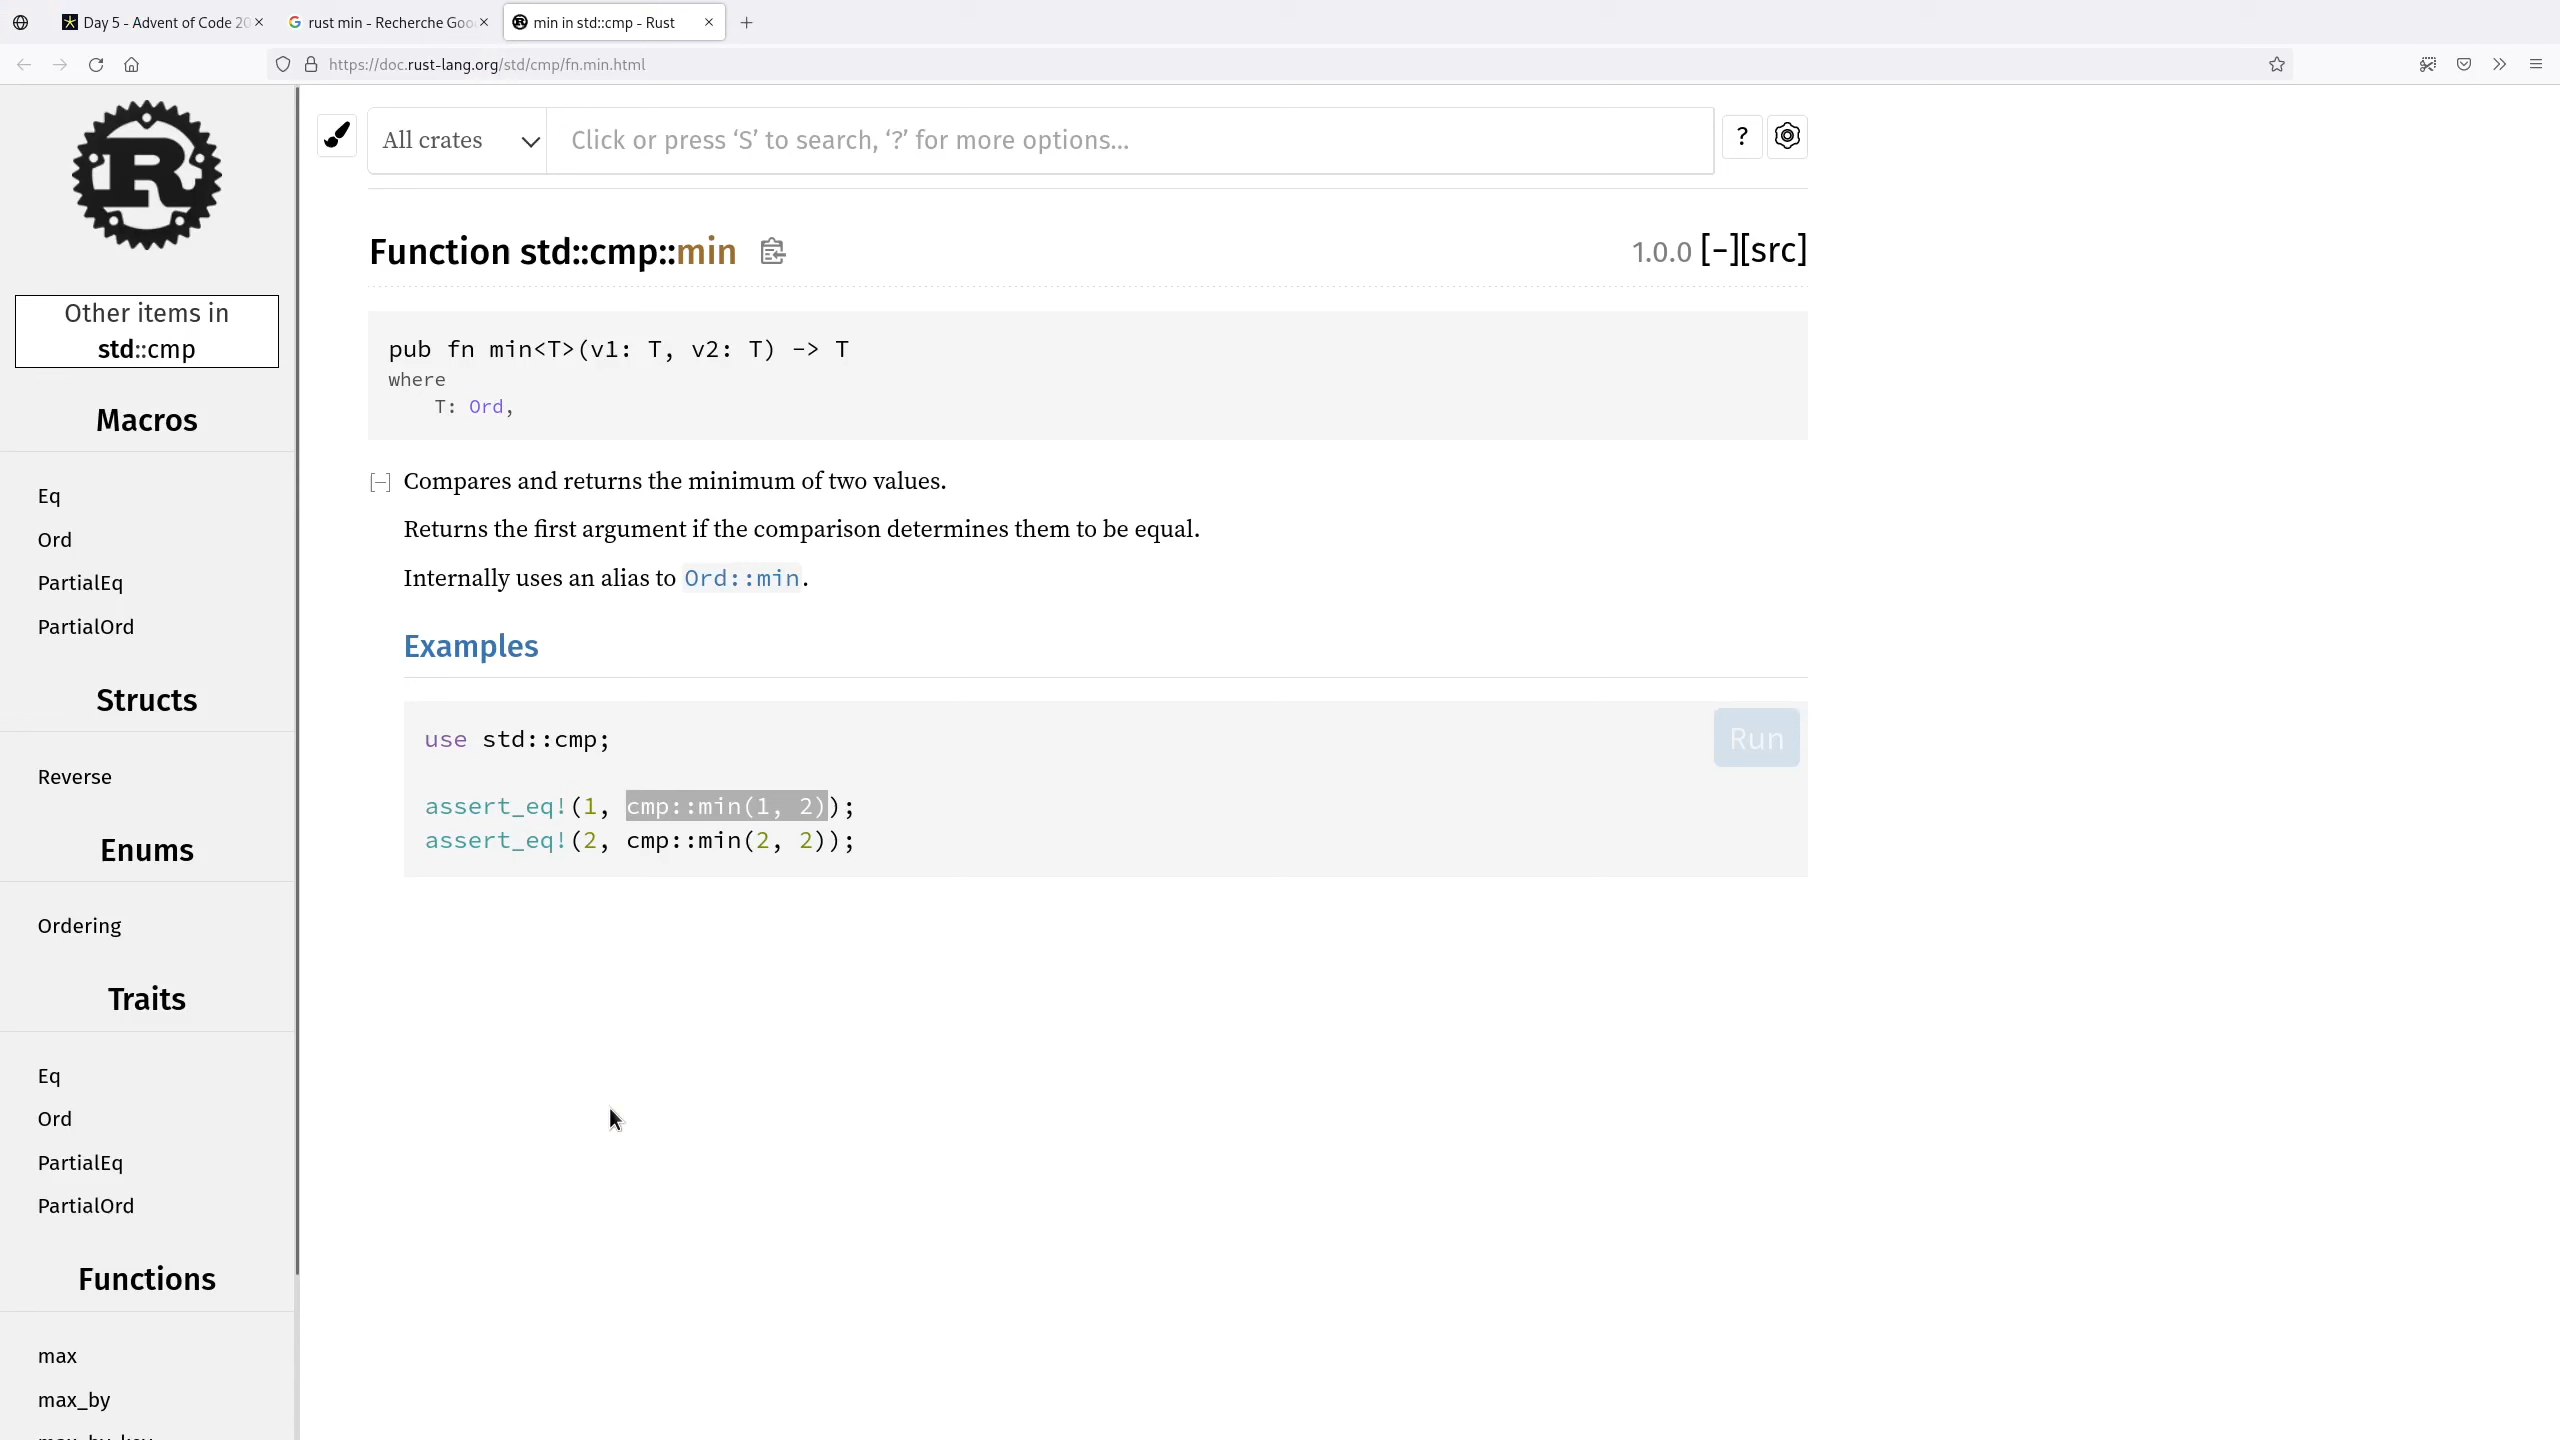 Day 5 - Advent of Code 20
rust min - Recherche Goo
min in std::cmp - Rust
https://doc.rust-lang.org/std/cmp/fn.min.html
Other items in
std::cmp
Macros
Eq
Ord
PartialEq
PartialOrd
Structs
Reverse
Enums
Ordering
Traits
Eq
Ord
PartialEq
PartialOrd
Functions
max
max_by
max_by_key
All crates
Click or press ‘S’ to search, ‘?’ for more options…
?
Function std::cmp::min
1.0.0 [−][src]
pub fn min<T>(v1: T, v2: T) -> T
where
    T: Ord,
[−] Compares and returns the minimum of two values.
Returns the first argument if the comparison determines them to be equal.
Internally uses an alias to Ord::min.
Examples
use std::cmp;
Run
assert_eq!(1, cmp::min(1, 2));
assert_eq!(2, cmp::min(2, 2));